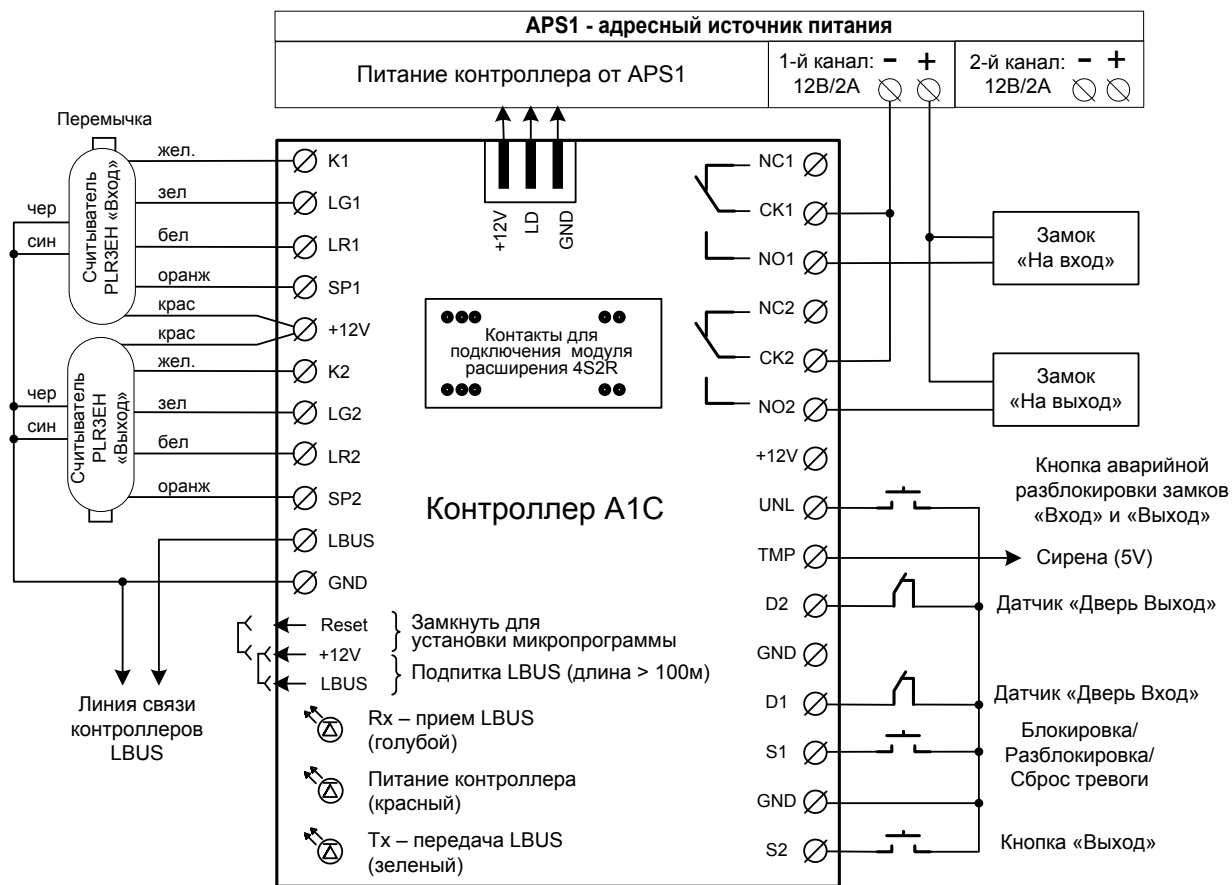 APS1 - адресный источник питания
Питание контроллера от APS1
1-й канал: - +
12В/2А
2-й канал: - +
12В/2А
Перемычка
Считыватель
PLR3EH «Вход»
жел.
зел
чер
син
бел
оранж
крас
крас
Считыватель
PLR3EH
«Выход»
жел.
чер
зел
син
бел
оранж
K1
LG1
LR1
SP1
+12V
K2
LG2
LR2
SP2
LBUS
GND
+12V
LD
GND
Контакты для
подключения модуля
расширения 4S2R
Контроллер A1C
Reset
+12V
LBUS
Замкнуть для
установки микропрограммы
Подпитка LBUS (длина > 100м)
Rx – прием LBUS
(голубой)
Питание контроллера
(красный)
Tx – передача LBUS
(зеленый)
Линия связи
контроллеров
LBUS
NC1
CK1
NO1
NC2
CK2
NO2
+12V
UNL
TMP
D2
GND
D1
S1
GND
S2
Замок
«На вход»
Замок
«На выход»
Кнопка аварийной
разблокировки замков
«Вход» и «Выход»
Сирена (5V)
Датчик «Дверь Выход»
Датчик «Дверь Вход»
Блокировка/
Разблокировка/
Сброс тревоги
Кнопка «Выход»